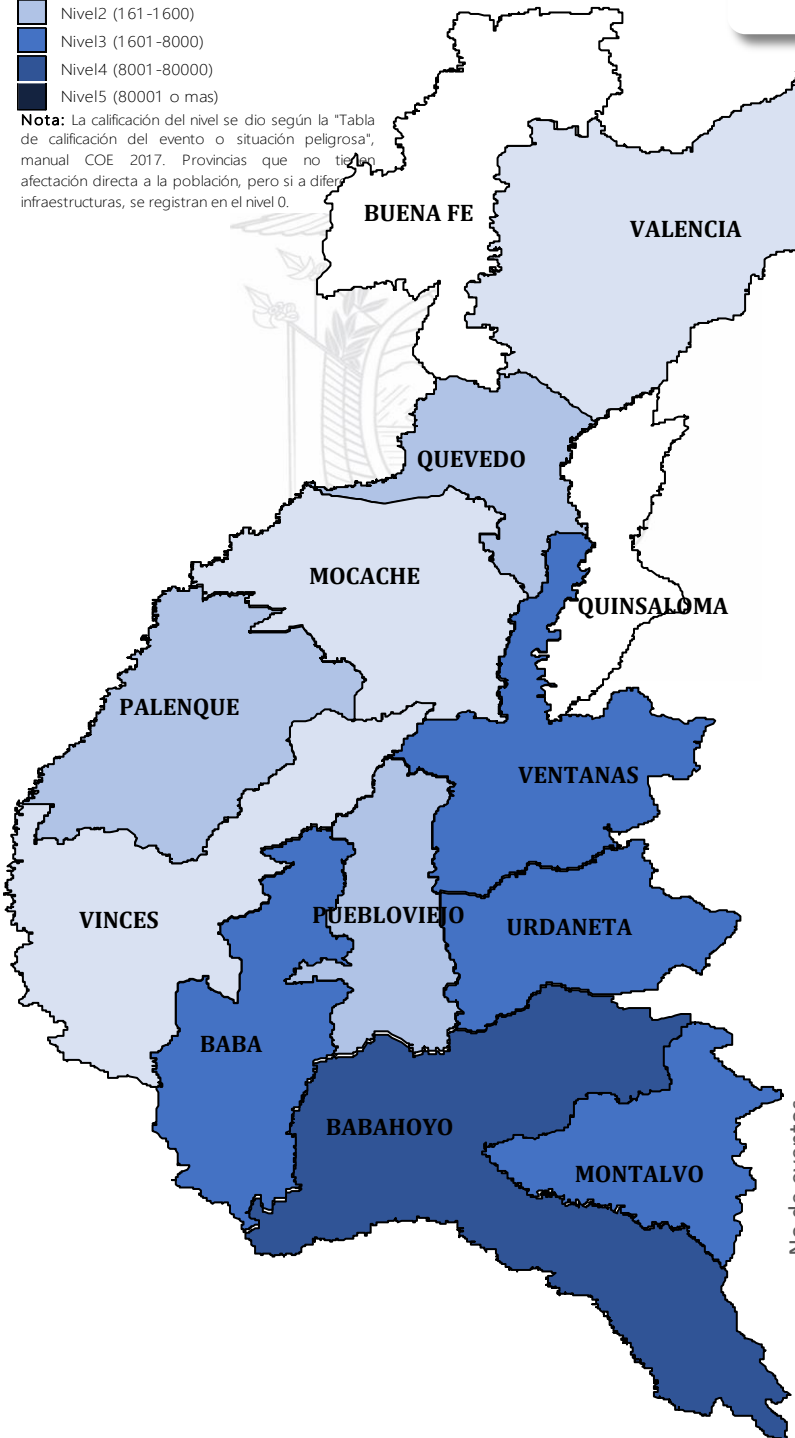 Nivel2 (161-1600)
Nivel3 (1601-8000)
Nivel4 (8001-80000)
Nivel5 (80001 o mas)
Nota: La calificación del nivel se dio según la "Tabla
de calificación del evento o situación peligrosa",
manual COE 2017. Provincias que no tienen
afectación directa a la población, pero si a
infraestructuras, se registran en el nivel 0.
BUENA FE
VALENCIA
QUEVEDO
MOCACHE
QUINSALOMA
PALENQUE
VENTANAS
VINCES
PUEBLOVIEJO
URDANETA
BABA
BABAHOYO
MONTALVO